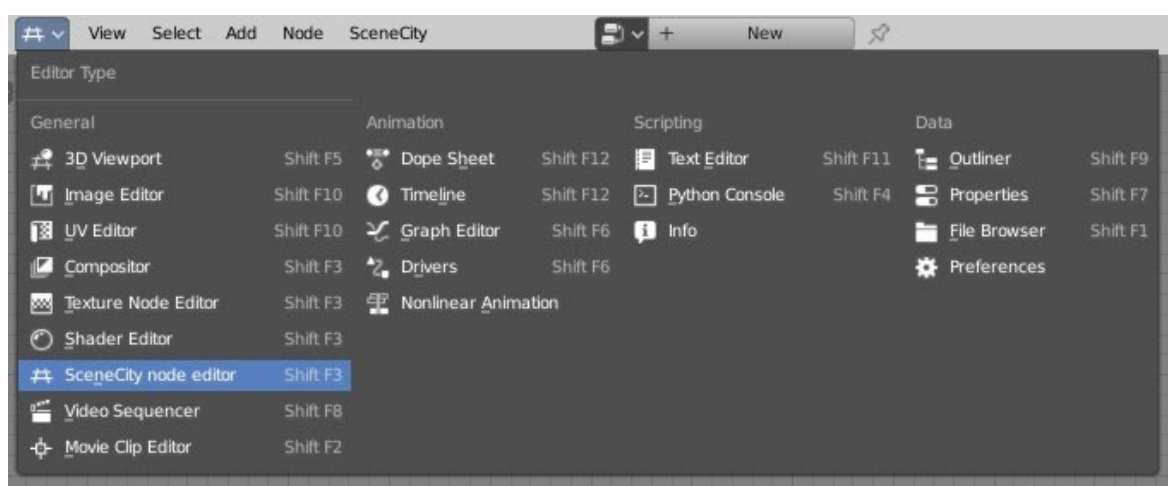 View Select Add Node SceneCity + New
Editor Type
General
3D Viewport Shift F5
Image Editor Shift F10
UV Editor Shift F10
Compositor Shift F3
Texture Node Editor Shift F3
Shader Editor Shift F3
SceneCity node editor Shift F3
Video Sequencer Shift F8
Movie Clip Editor Shift F2
Animation
Dope Sheet Shift F12
Timeline Shift F12
Graph Editor Shift F6
Drivers Shift F6
Nonlinear Animation
Scripting
Text Editor Shift F11
Python Console Shift F4
Info
Data
Outliner Shift F9
Properties Shift F7
File Browser Shift F1
Preferences